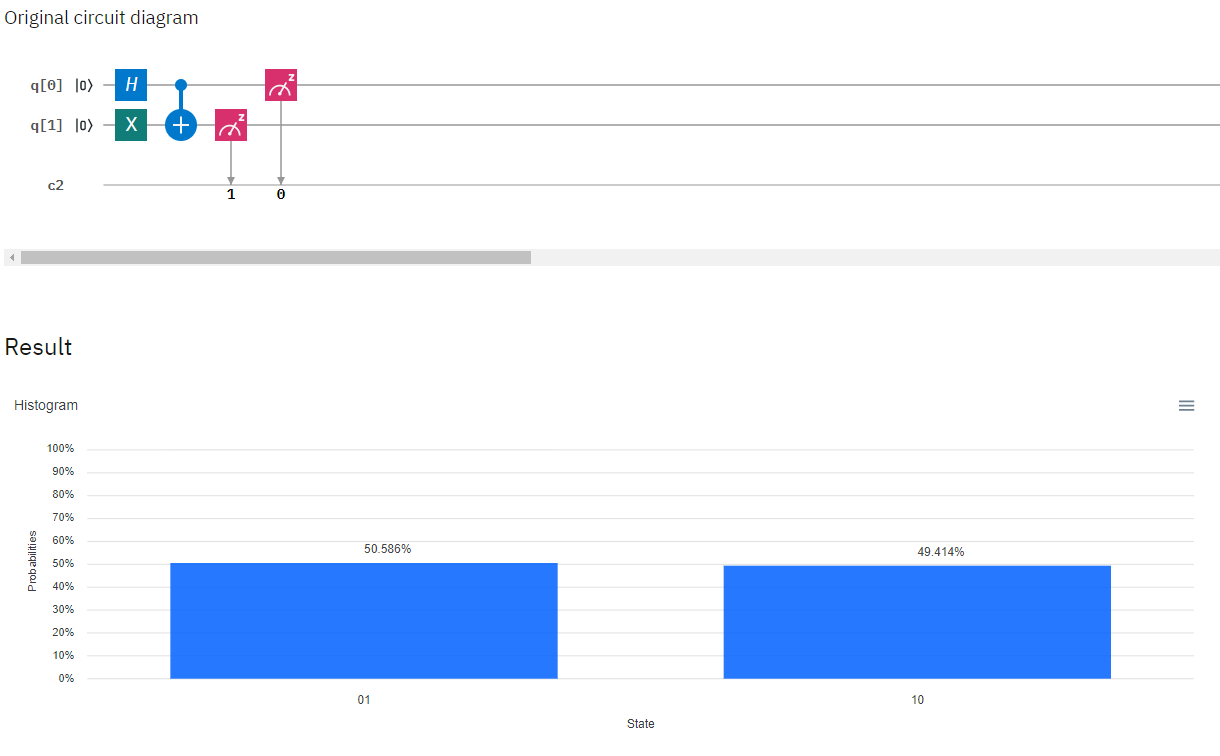 Original circuit diagram
q[0] |0⟩ H z
q[1] |0⟩ X + z
c2
1 0
Result
Histogram
100%
90%
80%
70%
60%
50%
40%
30%
20%
10%
0%
Probabilities
50.586%
49.414%
01 10
State